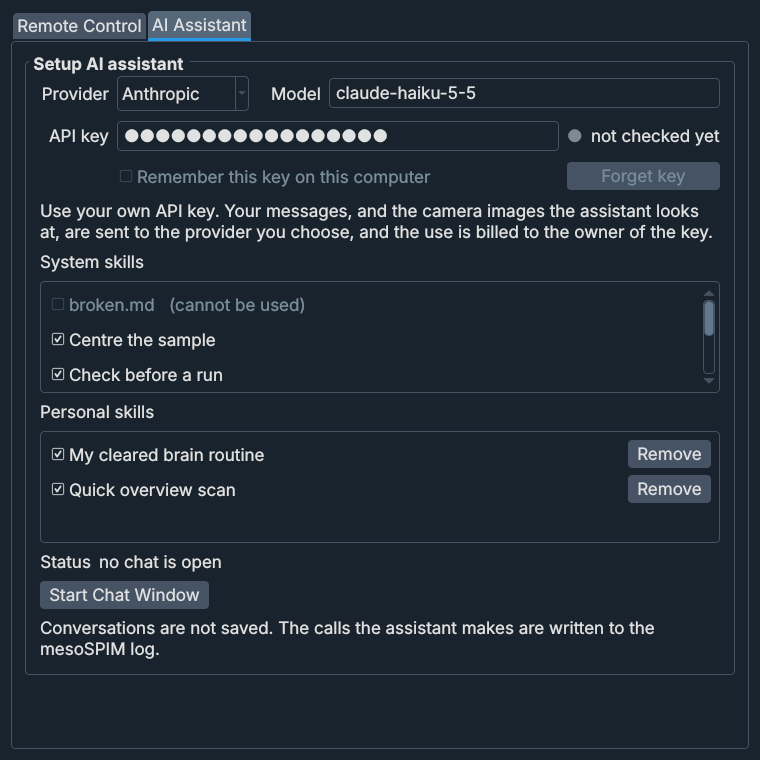 Remote Control
AI Assistant
Setup AI assistant
Provider Anthropic Model claude-haiku-5-5
API key ●●●●●●●●●●●●●●●●● not checked yet
Remember this key on this computer Forget key
Use your own API key. Your messages, and the camera images the assistant looks
at, are sent to the provider you choose, and the use is billed to the owner of the key.
System skills
broken.md (cannot be used)
Centre the sample
Check before a run
Personal skills
My cleared brain routine Remove
Quick overview scan Remove
Status no chat is open
Start Chat Window
Conversations are not saved. The calls the assistant makes are written to the
mesoSPIM log.